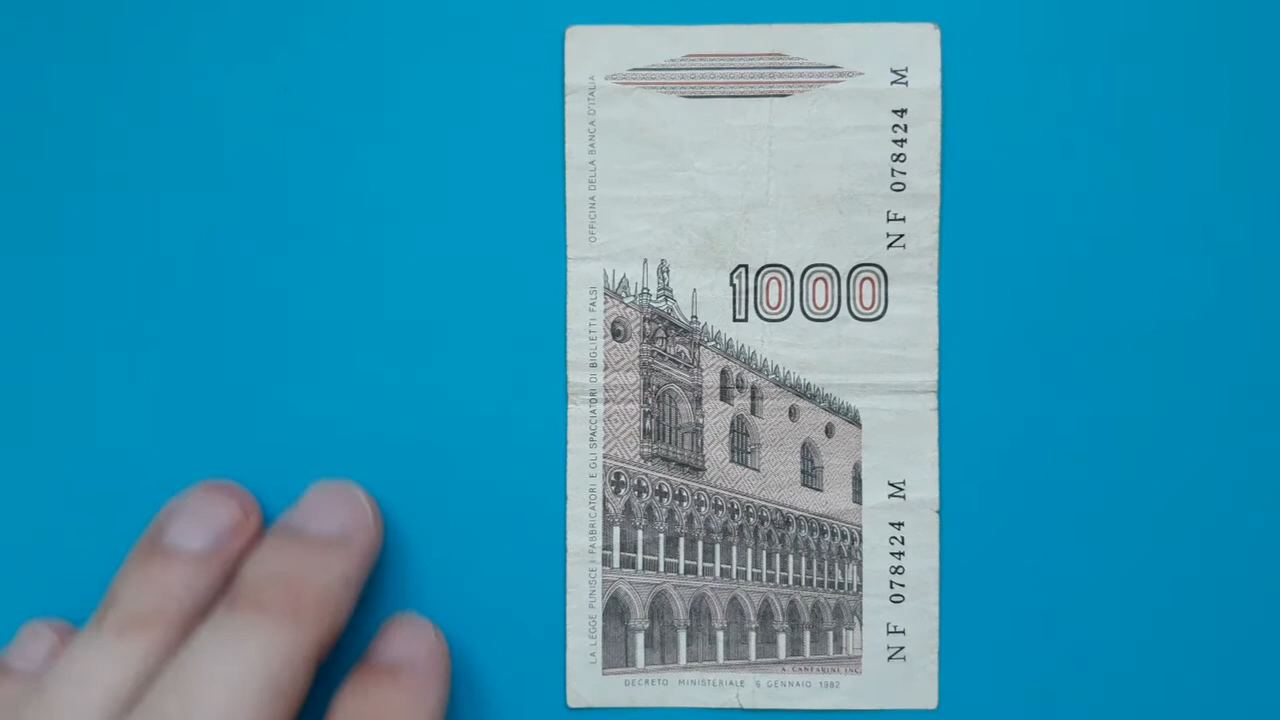 OFFICINA DELLA BANCA D'ITALIA
LA LEGGE PUNISCE I FABBRICATORI E GLI SPACCIATORI DI BIGLIETTI FALSI
NF 078424 M
1000
NF 078424 M
A. CANFARINI INC.
DECRETO MINISTERIALE 6 GENNAIO 1982